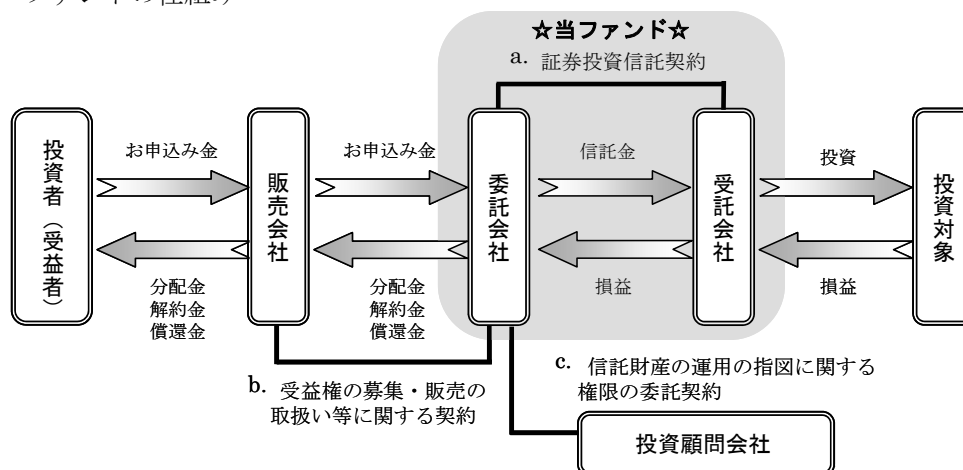 ファンドの仕組み
☆当ファンド☆
a. 証券投資信託契約
投資者（受益者）
お申込み金
販売会社
お申込み金
委託会社
信託金
受託会社
投資
投資対象
分配金
解約金
償還金
分配金
解約金
償還金
損益
損益
b. 受益権の募集・販売の
取扱い等に関する契約
c. 信託財産の運用の指図に関する
権限の委託契約
投資顧問会社